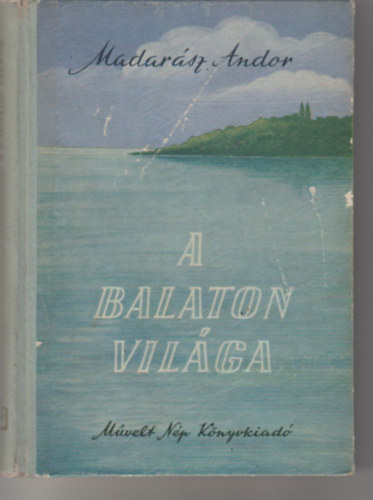 Madarász Andor
A
BALATON
VILÁGA
Művelt Nép Könyvkiadó